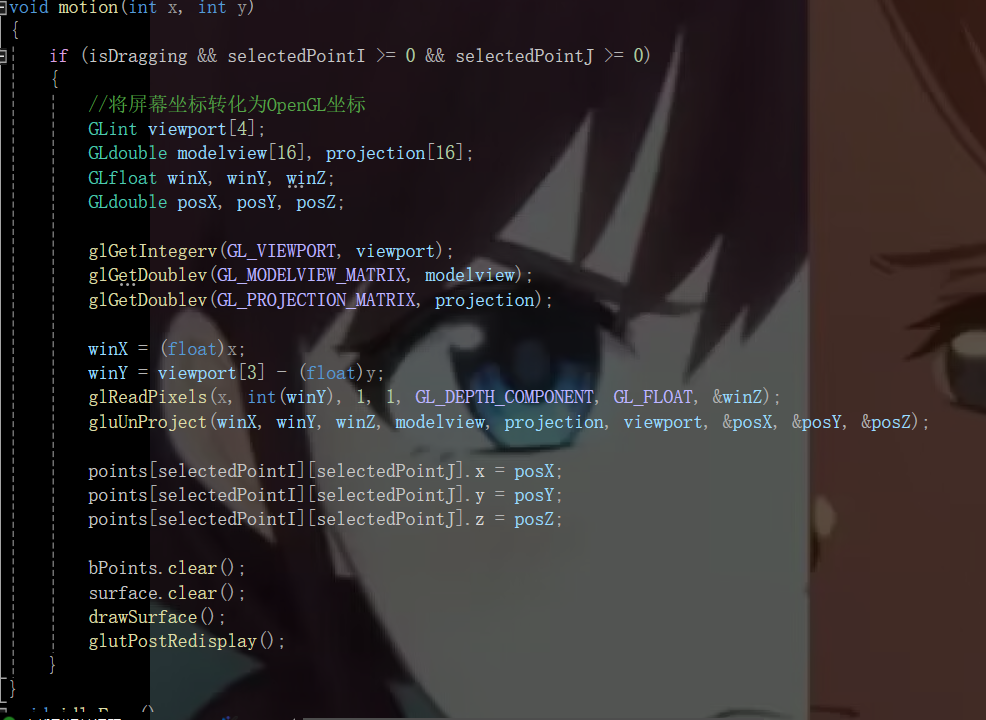 void motion(int x, int y)
{
if (isDragging && selectedPointI >= 0 && selectedPointJ >= 0)
{
//将屏幕坐标转化为OpenGL坐标
GLint viewport[4];
GLdouble modelview[16], projection[16];
GLfloat winX, winY, winZ;
GLdouble posX, posY, posZ;
glGetIntegerv(GL_VIEWPORT, viewport);
glGetDoublev(GL_MODELVIEW_MATRIX, modelview);
glGetDoublev(GL_PROJECTION_MATRIX, projection);
winX = (float)x;
winY = viewport[3] - (float)y;
glReadPixels(x, int(winY), 1, 1, GL_DEPTH_COMPONENT, GL_FLOAT, &winZ);
gluUnProject(winX, winY, winZ, modelview, projection, viewport, &posX, &posY, &posZ);
points[selectedPointI][selectedPointJ].x = posX;
points[selectedPointI][selectedPointJ].y = posY;
points[selectedPointI][selectedPointJ].z = posZ;
bPoints.clear();
surface.clear();
drawSurface();
glutPostRedisplay();
}
}